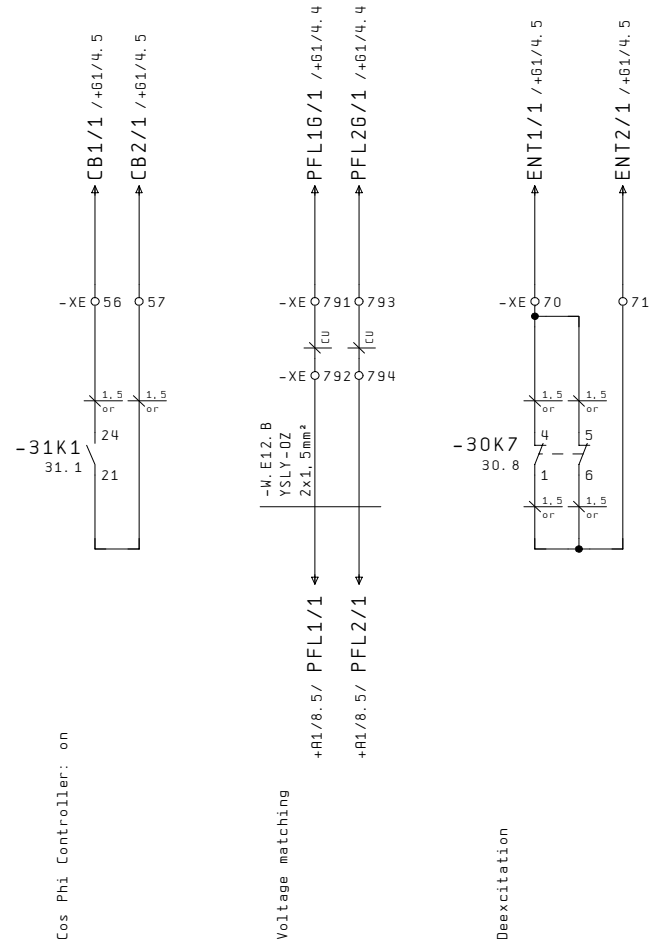 CB1/1 /+G1/4.5
CB2/1 /+G1/4.5
-XE 56 57
1,5 or
1,5 or
-31K1
31.1
24
21
Cos Phi Controller: on
PFL1G/1 /+G1/4.4
PFL2G/1 /+G1/4.4
-XE 791 793
CU
CU
-XE 792 794
-W.E12.B
YSLY-OZ
2x1,5mm²
+A1/8.5/ PFL1/1
+A1/8.5/ PFL2/1
Voltage matching
ENT1/1 /+G1/4.5
ENT2/1 /+G1/4.5
-XE 70 71
1,5 or
1,5 or
-30K7
30.8
4
5
1
6
1,5 or
1,5 or
Deexcitation